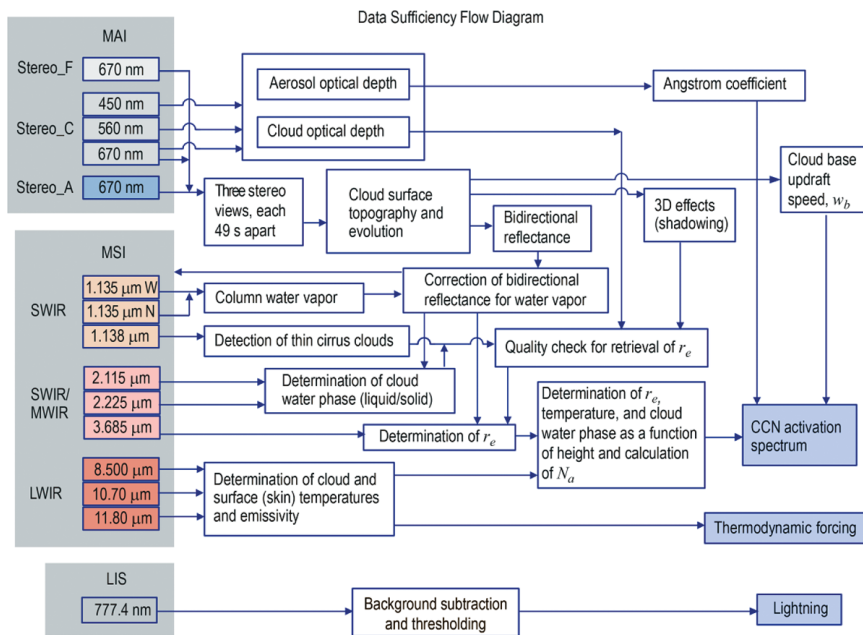 Data Sufficiency Flow Diagram
MAI
Stereo_F
670 nm
450 nm
Stereo_C
560 nm
670 nm
Stereo_A
670 nm
Aerosol optical depth
Cloud optical depth
Angstrom coefficient
Three stereo
views, each
49 s apart
Cloud surface
topography and
evolution
Bidirectional
reflectance
3D effects
(shadowing)
Cloud base
updraft
speed, w_b
MSI
SWIR
1.135 μm W
1.135 μm N
1.138 μm
Column water vapor
Correction of bidirectional
reflectance for water vapor
Detection of thin cirrus clouds
Quality check for retrieval of r_e
SWIR/
MWIR
2.115 μm
2.225 μm
3.685 μm
Determination of cloud
water phase (liquid/solid)
Determination of r_e
Determination of r_e,
temperature, and cloud
water phase as a function
of height and calculation
of N_a
CCN activation
spectrum
LWIR
8.500 μm
10.70 μm
11.80 μm
Determination of cloud and
surface (skin) temperatures
and emissivity
Thermodynamic forcing
LIS
777.4 nm
Background subtraction
and thresholding
Lightning